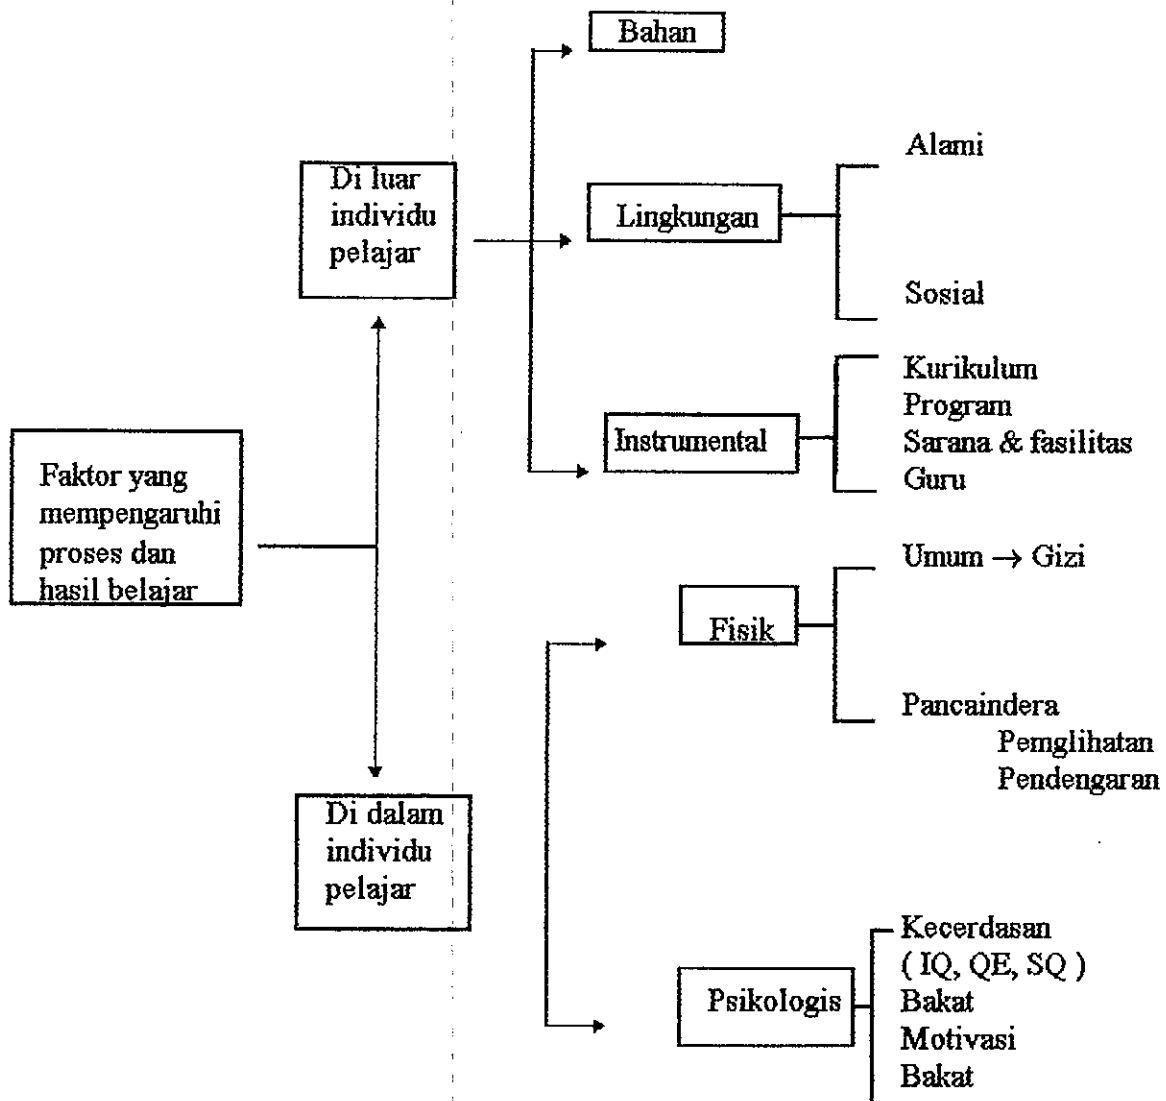 Bahan
Alami
Di luar
individu
pelajar
Lingkungan
Sosial
Kurikulum
Program
Sarana & fasilitas
Guru
Instrumental
Faktor yang
mempengaruhi
proses dan
hasil belajar
Umum → Gizi
Fisik
Pancaindera
Pemglihatan
Pendengaran
Di dalam
individu
pelajar
Kecerdasan
( IQ, QE, SQ )
Bakat
Motivasi
Bakat
Psikologis